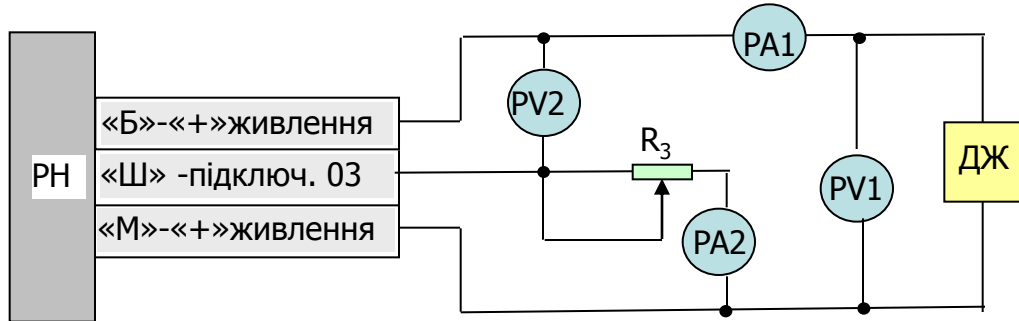 PA1
PV2
«Б»-«+»живлення
R3
РН
«Ш» -підключ. 03
ДЖ
PV1
«М»-«+»живлення
PA2